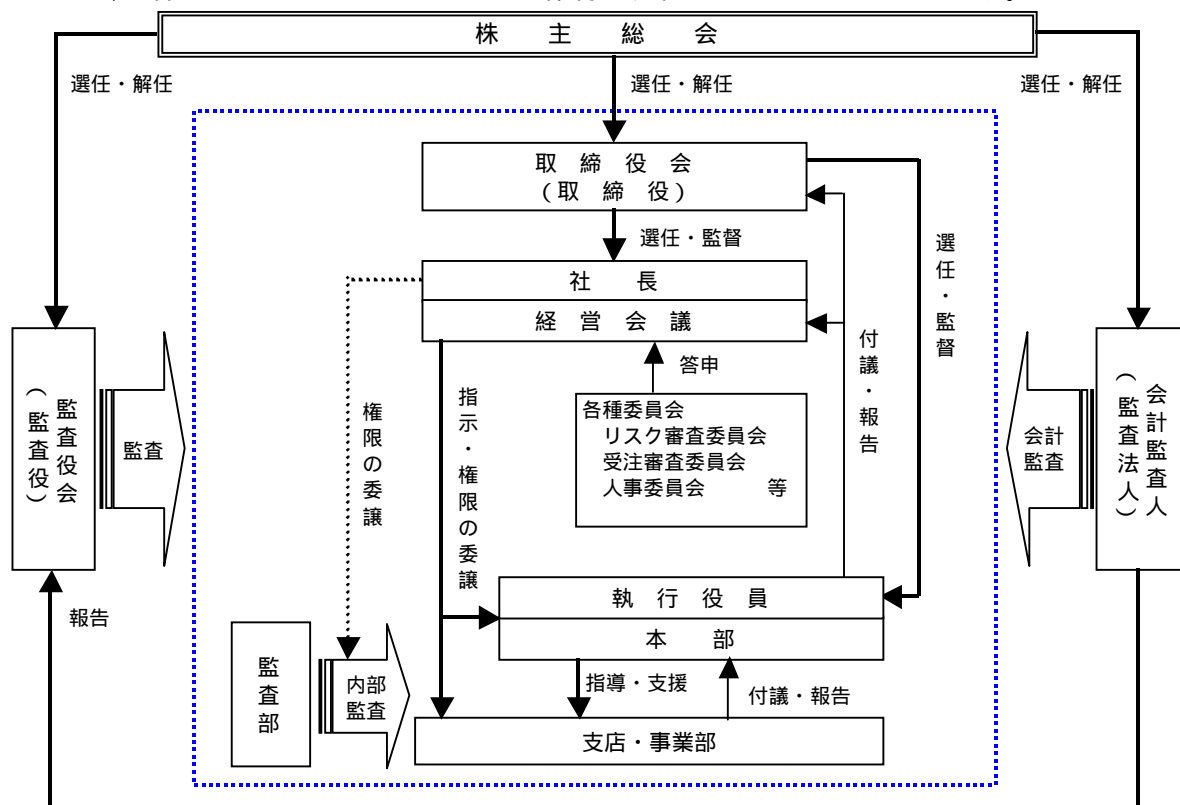 株 主 総 会
選任・解任
選任・解任
選任・解任
取 締 役 会
(取 締 役)
選任・監督
社 長
経 営 会 議
答申
各種委員会
リスク審査委員会
受注審査委員会
人事委員会 等
権限の委譲
指示・権限の委譲
付議・報告
選任・監督
監査役会
(監査役)
監査
会計
監査
会計監査人
(監査法人)
報告
執 行 役 員
本 部
指導・支援
付議・報告
監査部
内部
監査
支店・事業部